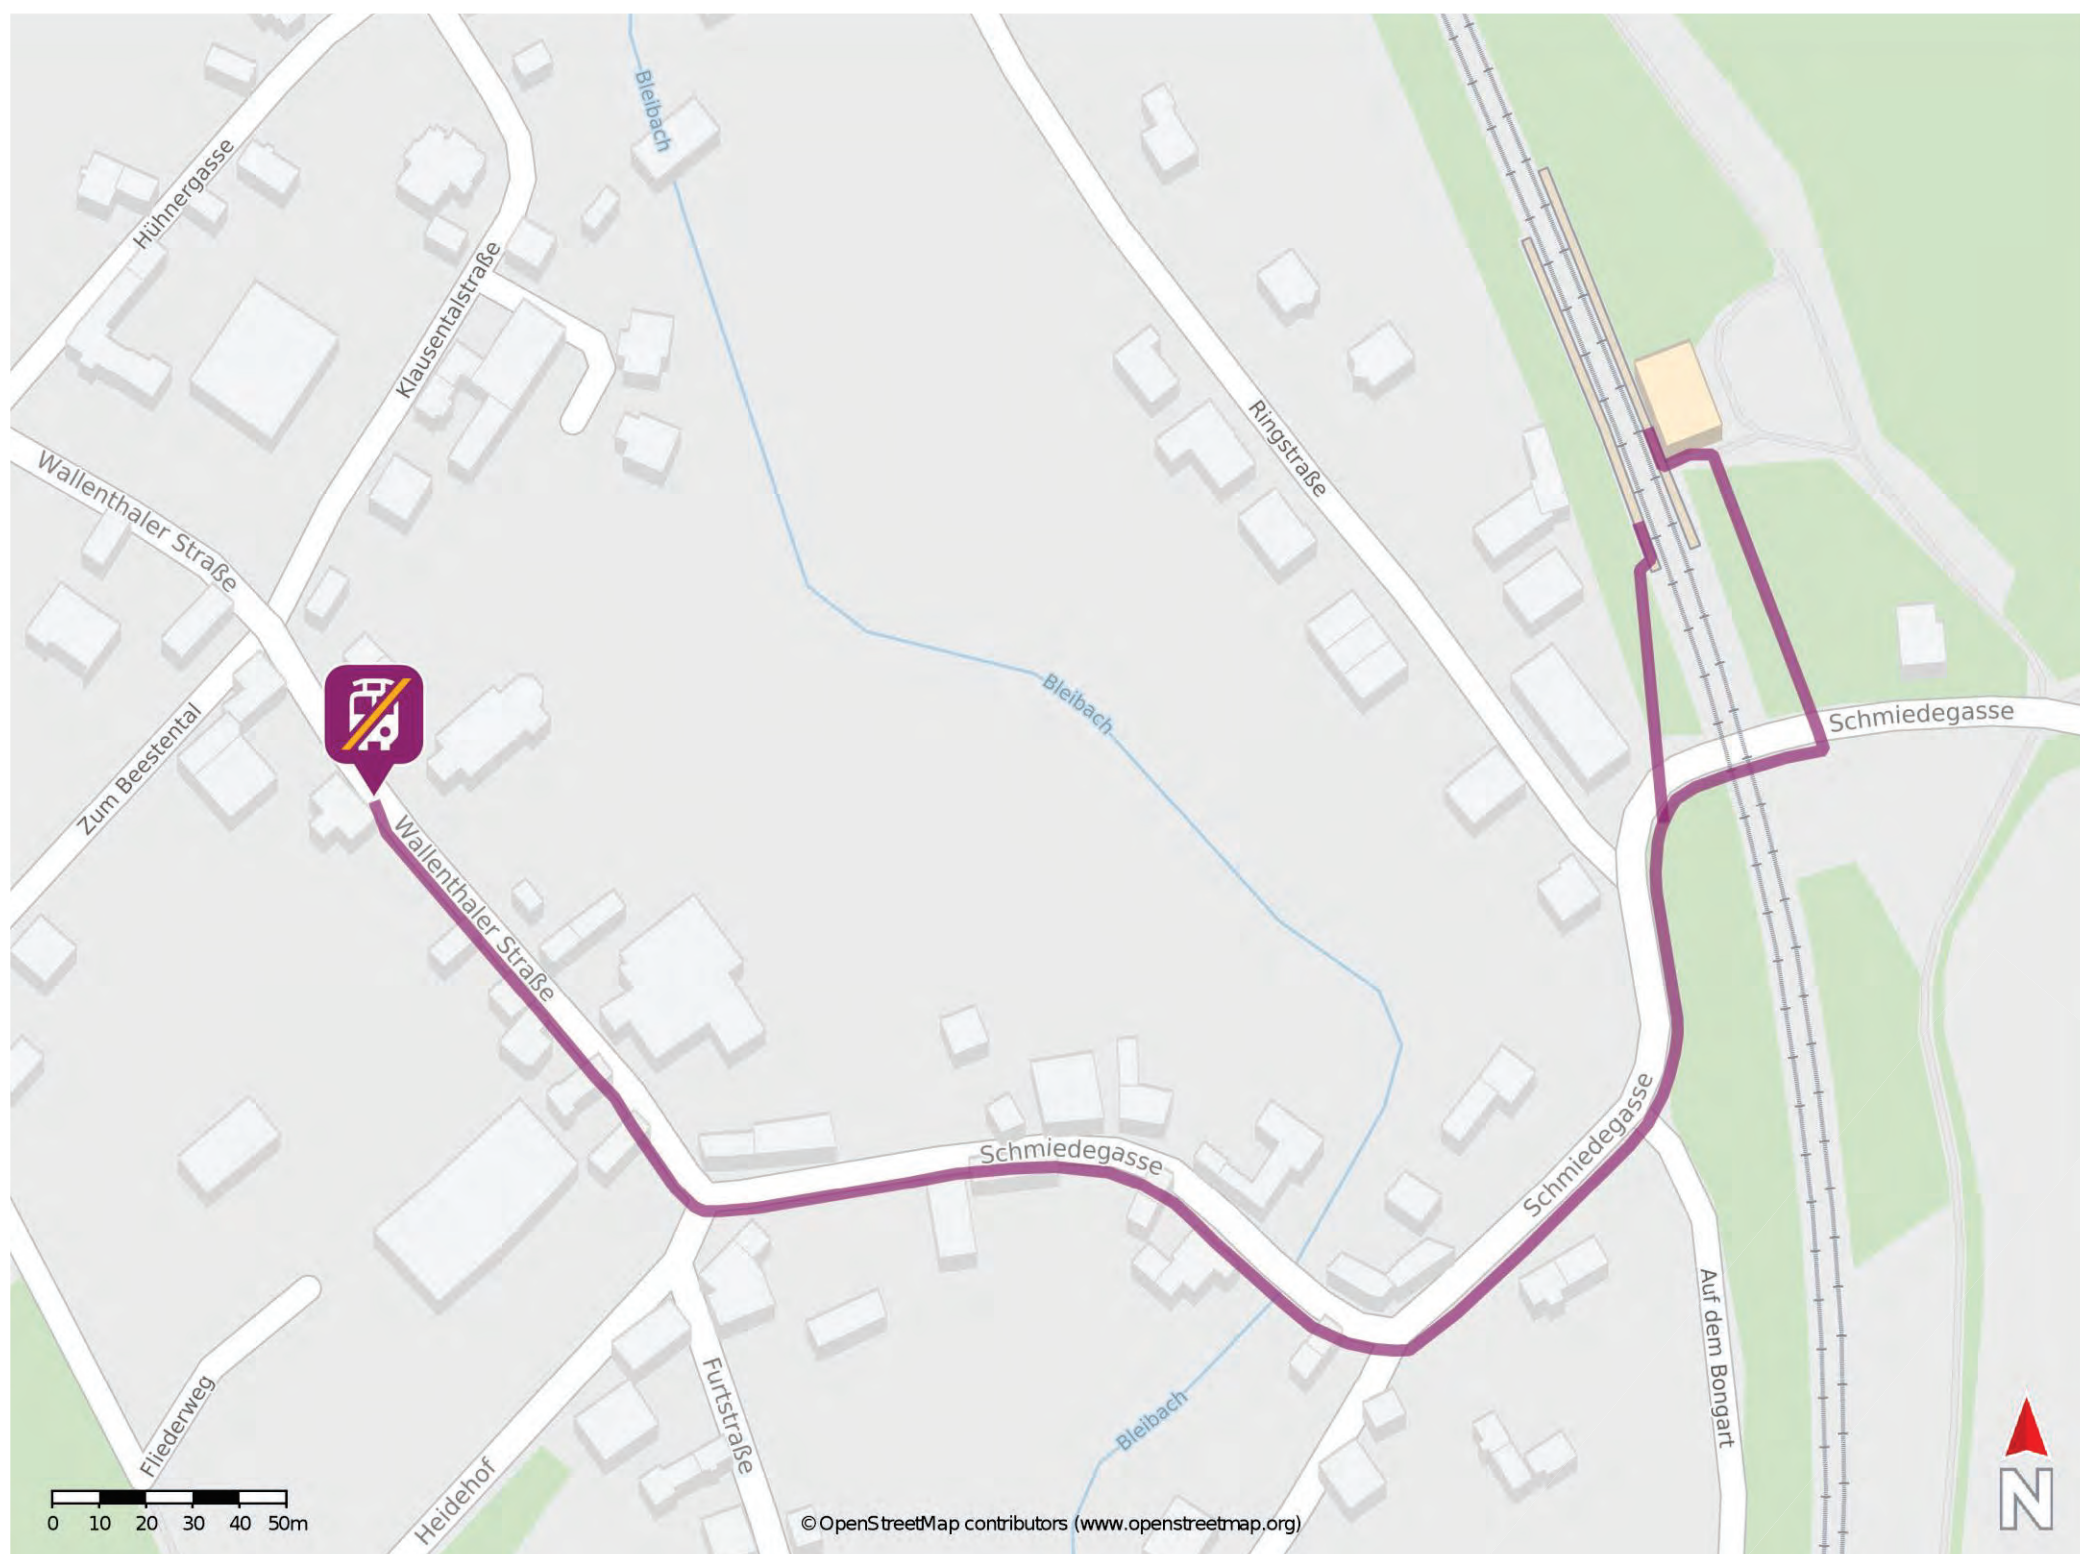 Bleibach
Hühnergasse
Klausentalstraße
Wallenthaler Straße
Ringstraße
Zum Beestental
Bleibach
Schmiedegasse
Wallenthaler Straße
Schmiedegasse
Schmiedegasse
Auf dem Bongart
Furtstraße
Fliederweg
Bleibach
Heidehof
0 10 20 30 40 50m
© OpenStreetMap contributors (www.openstreetmap.org)
N